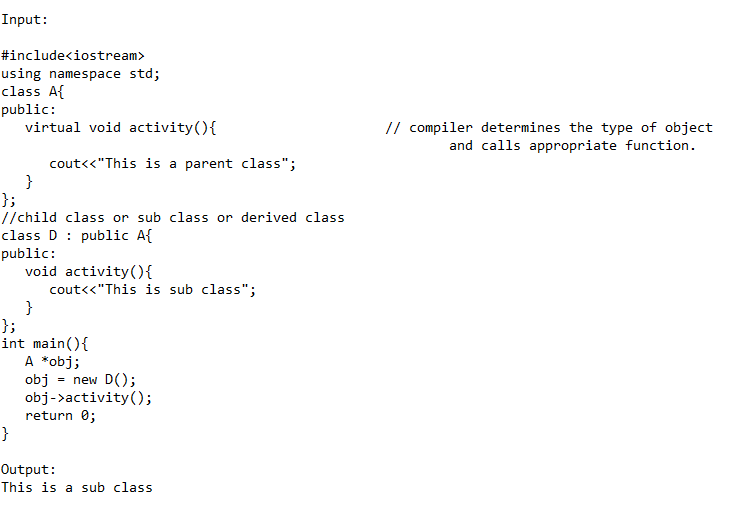 Input:

#include<iostream>
using namespace std;
class A{
public:
   virtual void activity(){                     // compiler determines the type of object
                                                        and calls appropriate function.
      cout<<"This is a parent class";
   }
};
//child class or sub class or derived class
class D : public A{
public:
   void activity(){
      cout<<"This is sub class";
   }
};
int main(){
   A *obj;
   obj = new D();
   obj->activity();
   return 0;
}

Output:
This is a sub class